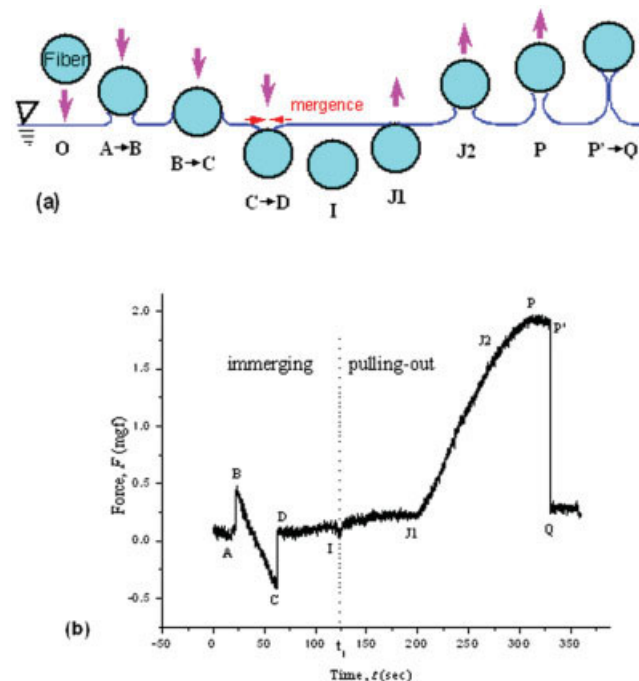 Fiber
mergence
O A→B B→C C→D I J1 J2 P P'→Q
(a)
Force, F (mgf)
2.0
1.5
1.0
0.5
0.0
-0.5
immerging pulling-out
A B C D I J1 J2 P P' Q
-50 0 50 100 t₁ 150 200 250 300 350
Time, t (sec)
(b)